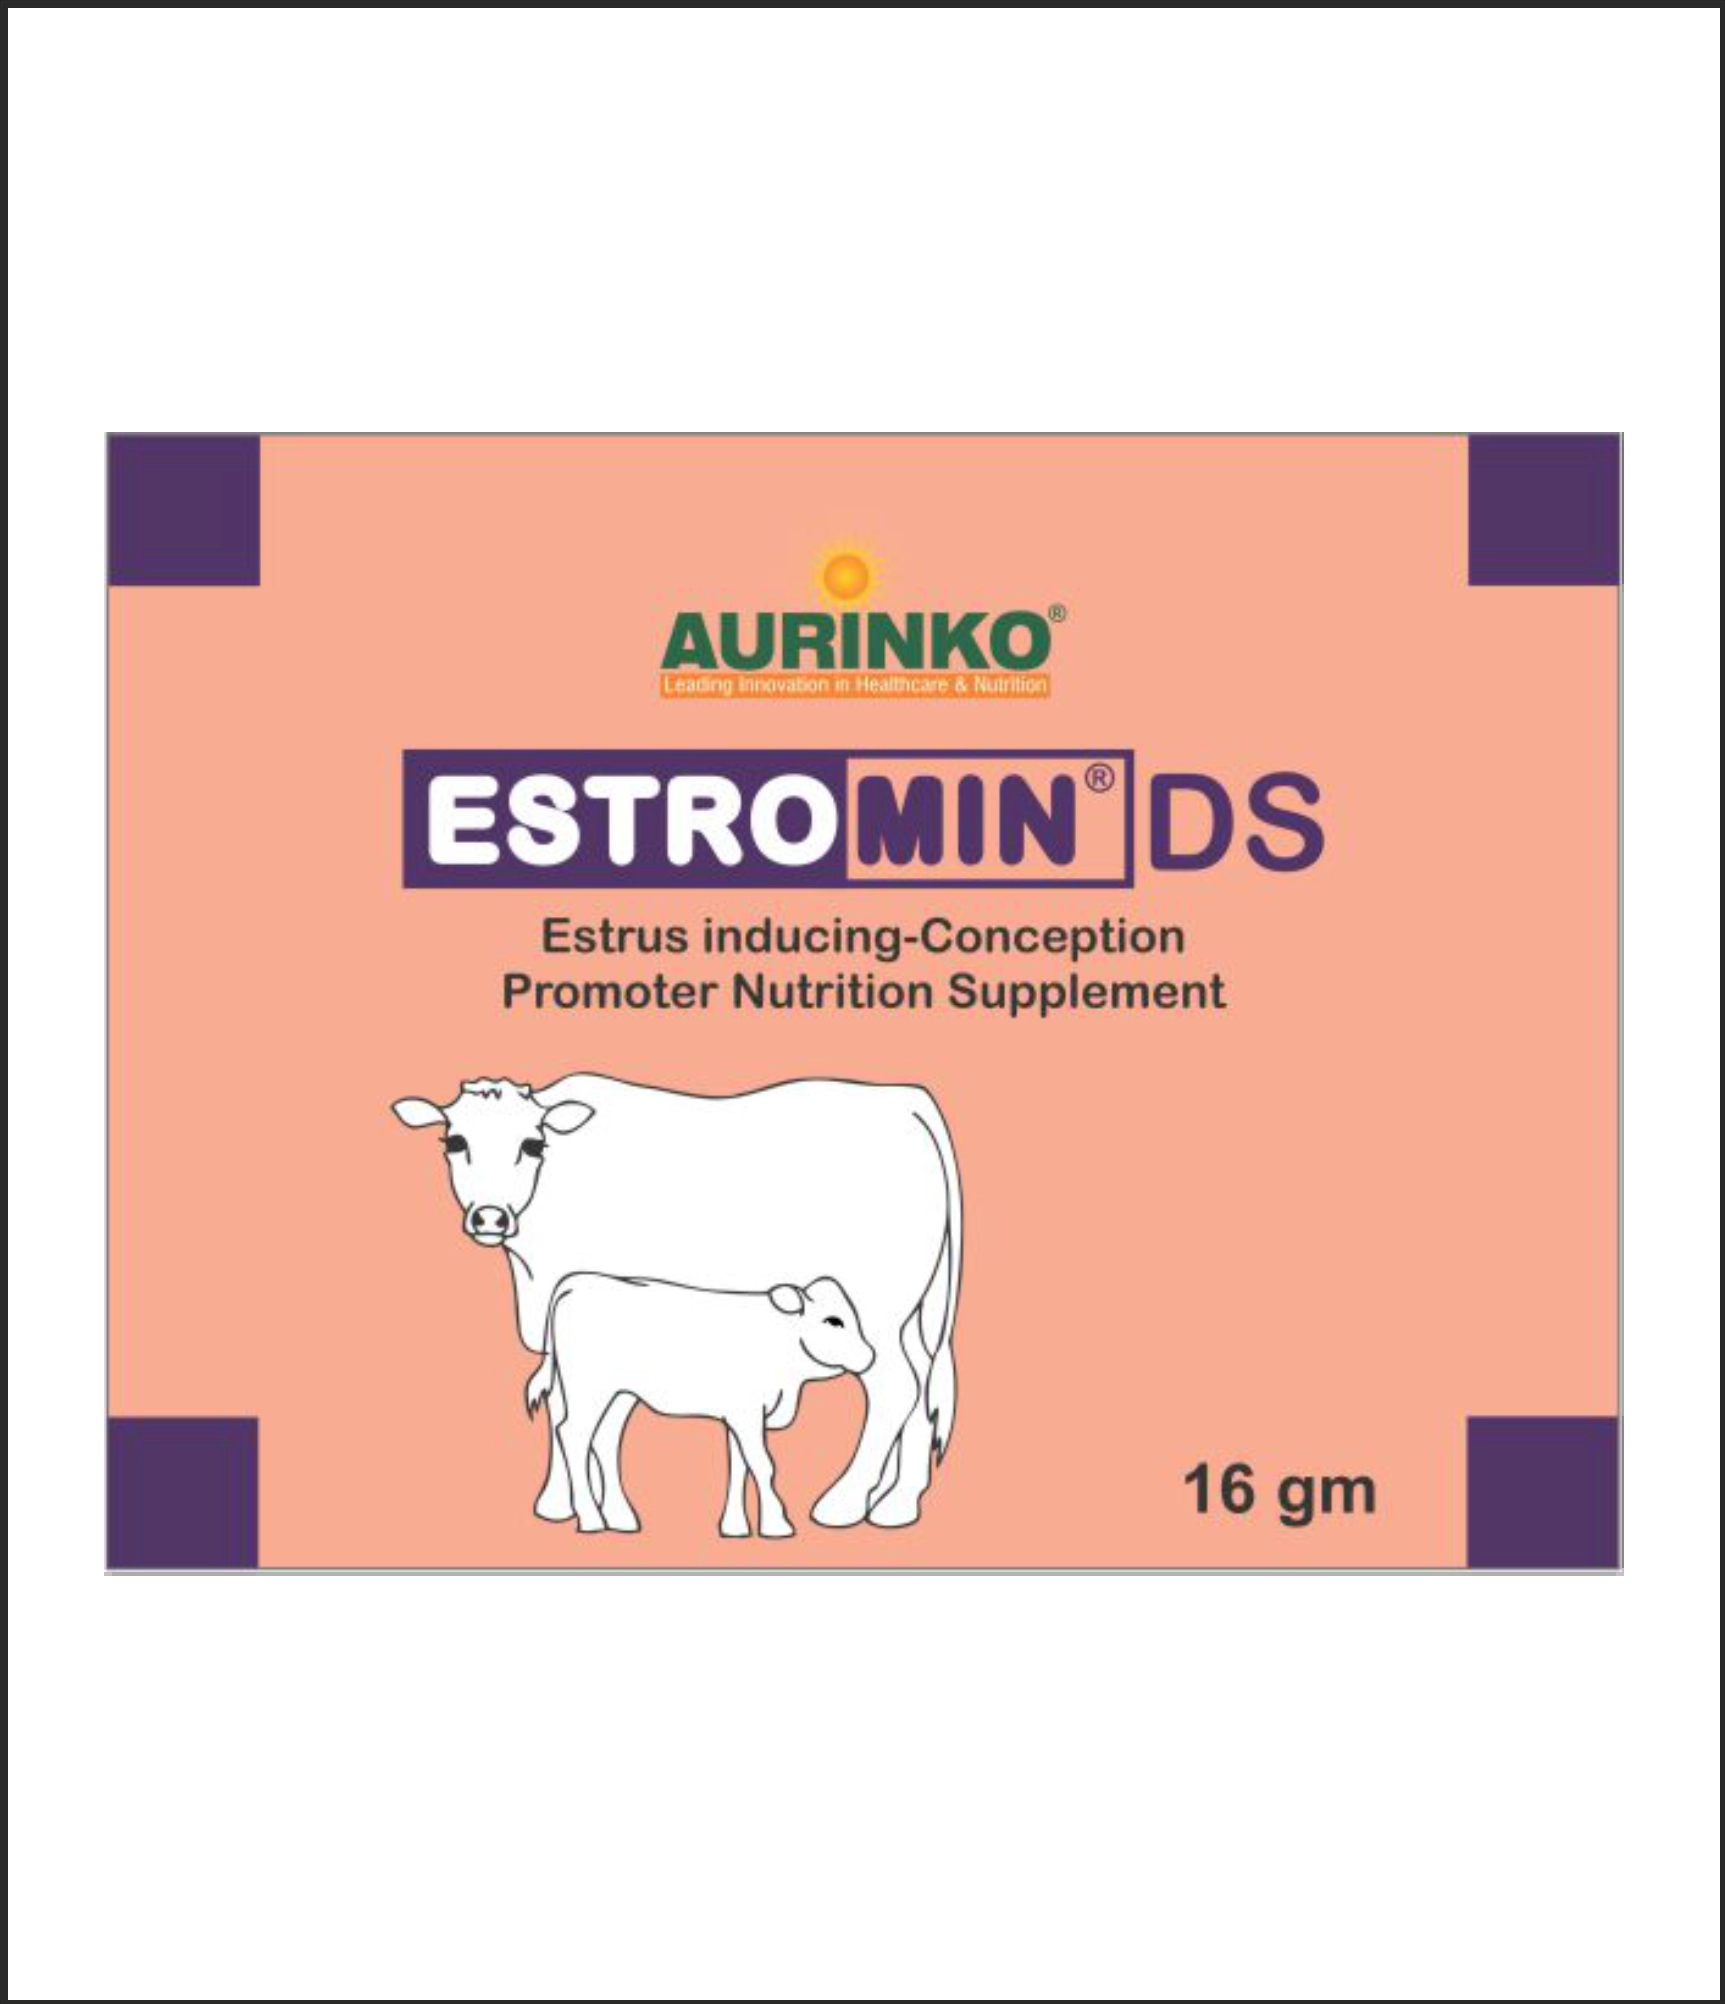 AURINKO®
Leading Innovation in Healthcare & Nutrition
ESTROMIN® DS
Estrus inducing-Conception
Promoter Nutrition Supplement
16 gm